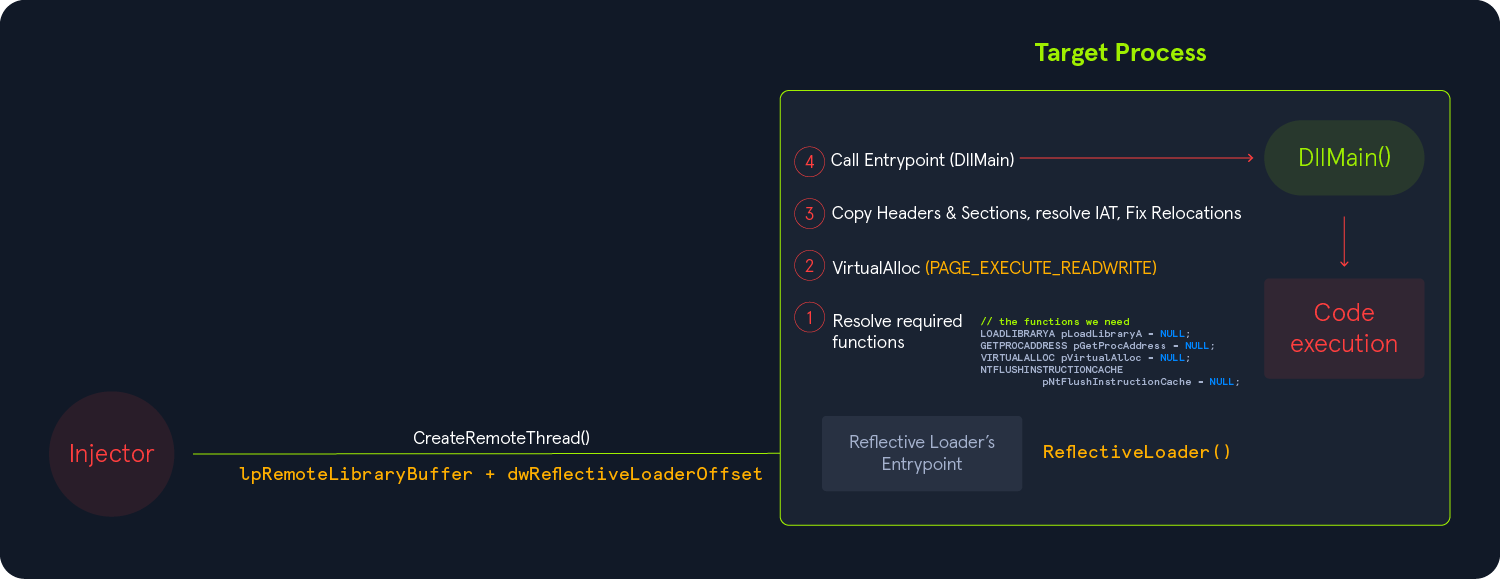 Target Process
4 Call Entrypoint (DllMain)
DllMain()
3 Copy Headers & Sections, resolve IAT, Fix Relocations
2 VirtualAlloc (PAGE_EXECUTE_READWRITE)
1 Resolve required
functions
// the functions we need
LOADLIBRARYA pLoadLibraryA = NULL;
GETPROCADDRESS pGetProcAddress = NULL;
VIRTUALALLOC pVirtualAlloc = NULL;
NTFLUSHINSTRUCTIONCACHE
pNtFlushInstructionCache = NULL;
Code
execution
Injector
CreateRemoteThread()
lpRemoteLibraryBuffer + dwReflectiveLoaderOffset
Reflective Loader’s
Entrypoint
ReflectiveLoader()